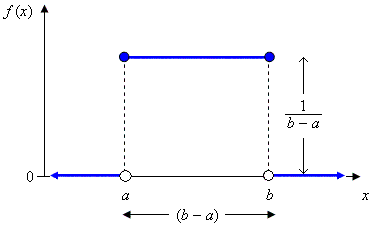 f (x)
1
b – a
0
a
b
x
(b – a)